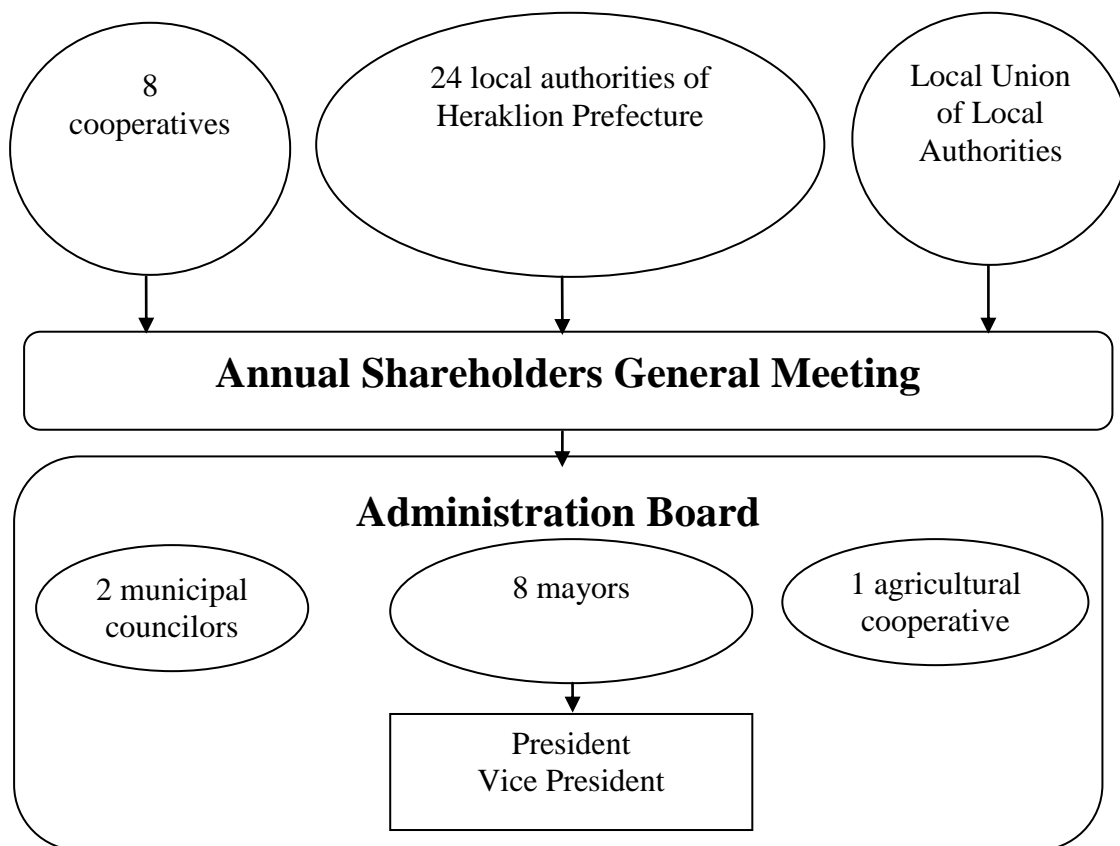 8
cooperatives
24 local authorities of
Heraklion Prefecture
Local Union
of Local
Authorities
Annual Shareholders General Meeting
Administration Board
2 municipal
councilors
8 mayors
1 agricultural
cooperative
President
Vice President